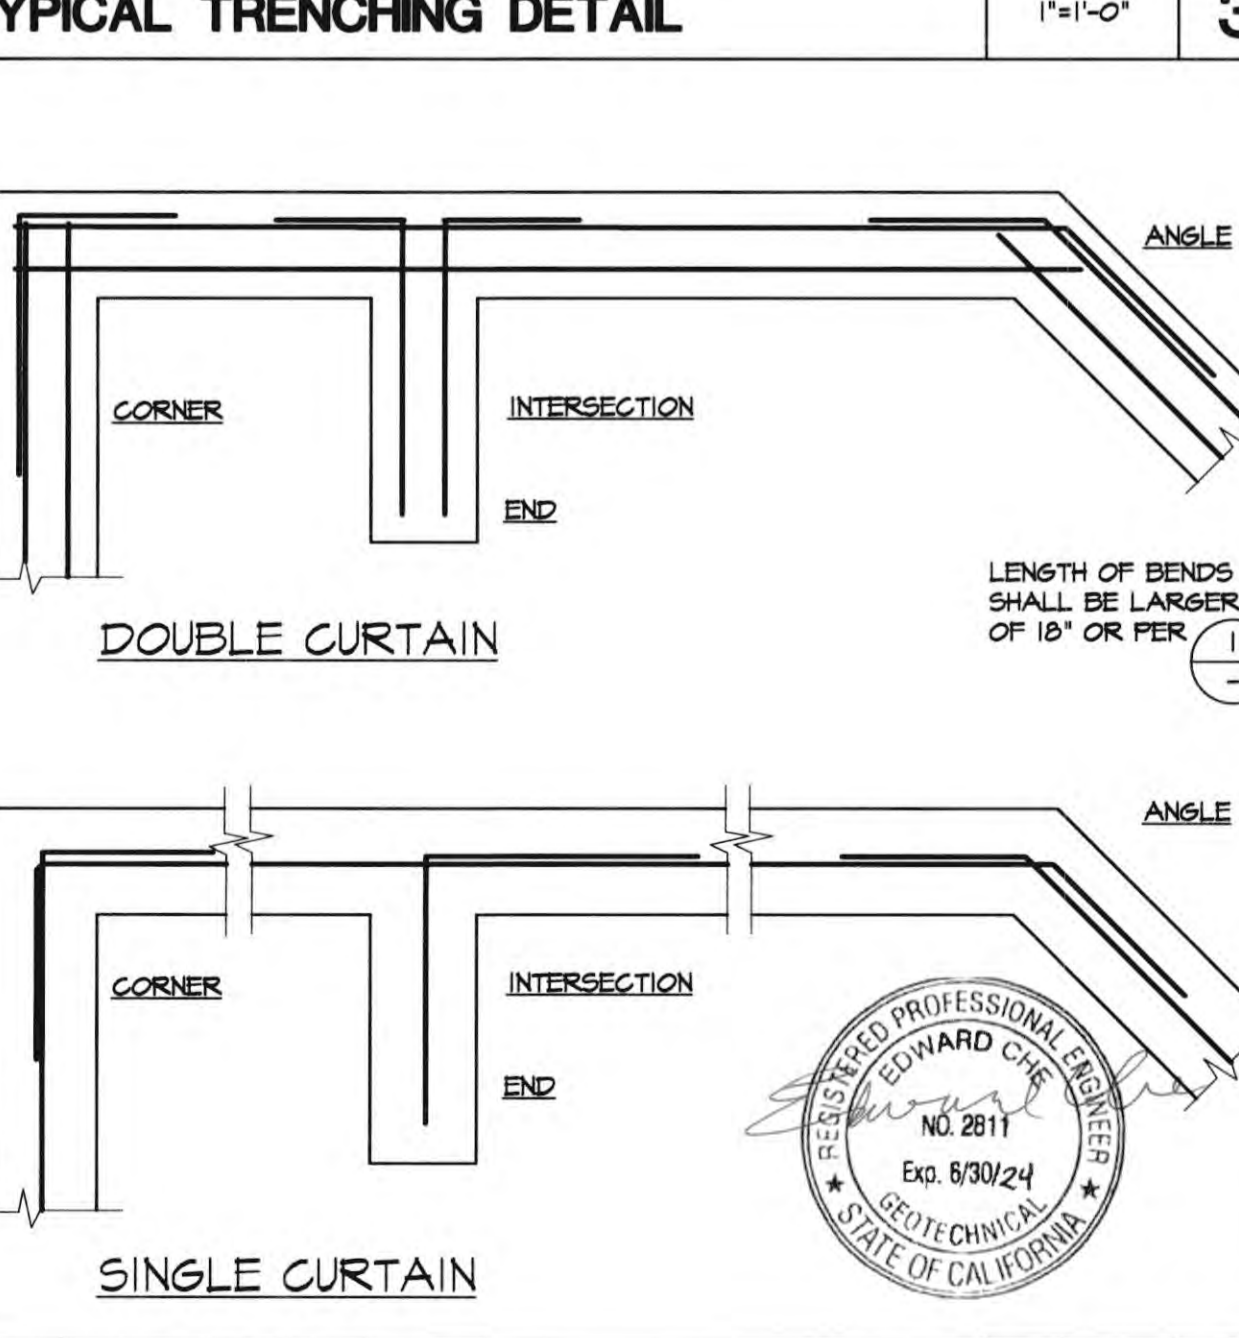 YPICAL TRENCHING DETAIL
1"=1'-0"
3
ANGLE
CORNER
INTERSECTION
END
LENGTH OF BENDS
SHALL BE LARGER
OF 18" OR PER
1
-
DOUBLE CURTAIN
ANGLE
CORNER
INTERSECTION
END
REGISTERED PROFESSIONAL ENGINEER
EDWARD CHE
NO. 2811
Exp. 6/30/24
GEOTECHNICAL
STATE OF CALIFORNIA
SINGLE CURTAIN